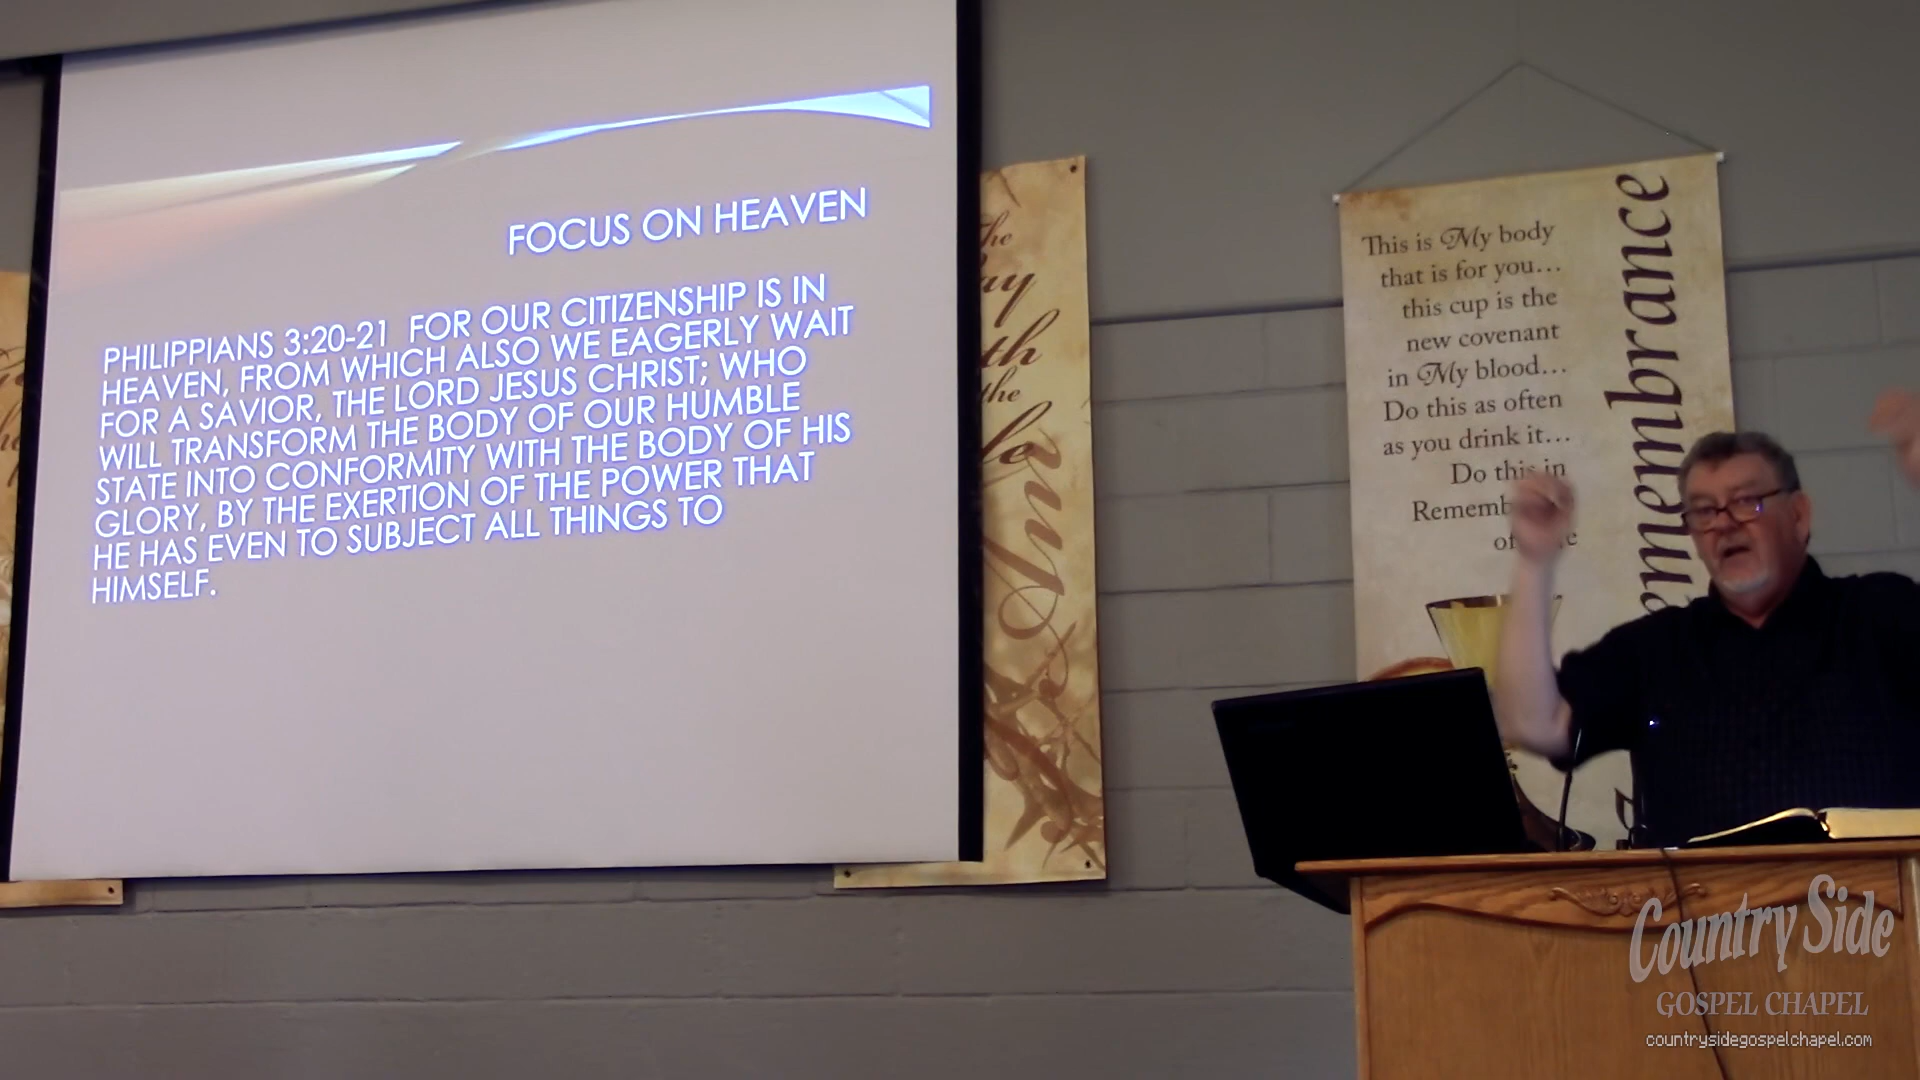 FOCUS ON HEAVEN
PHILIPPIANS 3:20-21 FOR OUR CITIZENSHIP IS IN
HEAVEN, FROM WHICH ALSO WE EAGERLY WAIT
FOR A SAVIOR, THE LORD JESUS CHRIST; WHO
WILL TRANSFORM THE BODY OF OUR HUMBLE
STATE INTO CONFORMITY WITH THE BODY OF HIS
GLORY, BY THE EXERTION OF THE POWER THAT
HE HAS EVEN TO SUBJECT ALL THINGS TO
HIMSELF.
the
This is My body
that is for you...
this cup is the
new covenant
in My blood...
Do this as often
as you drink it...
Do this in
Country Side
GOSPEL CHAPEL
countrysidegospelchapel.com